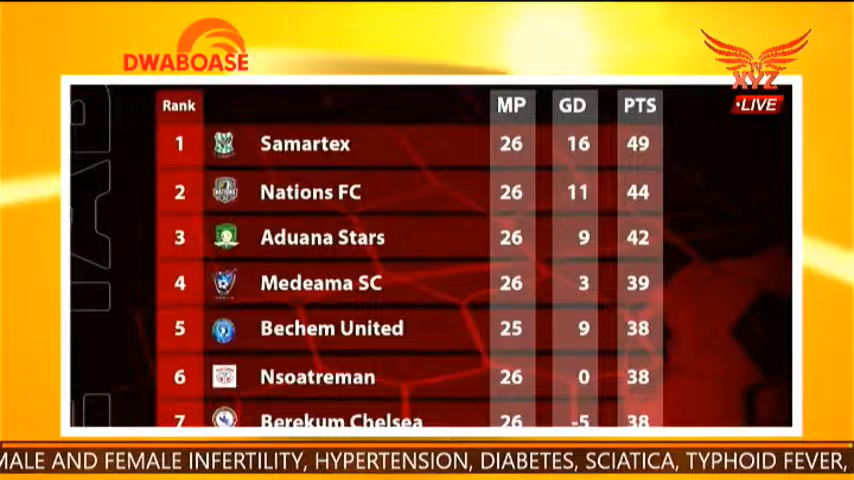 DWABOASE
XYZ
•LIVE
Rank MP GD PTS
1 Samartex 26 16 49
2 NATIONS Nations FC 26 11 44
3 Aduana Stars 26 9 42
4 Medeama SC 26 3 39
5 Bechem United 25 9 38
6 Nsoatreman 26 0 38
7 Berekum Chelsea 26 -5 38
MALE AND FEMALE INFERTILITY, HYPERTENSION, DIABETES, SCIATICA, TYPHOID FEVER,